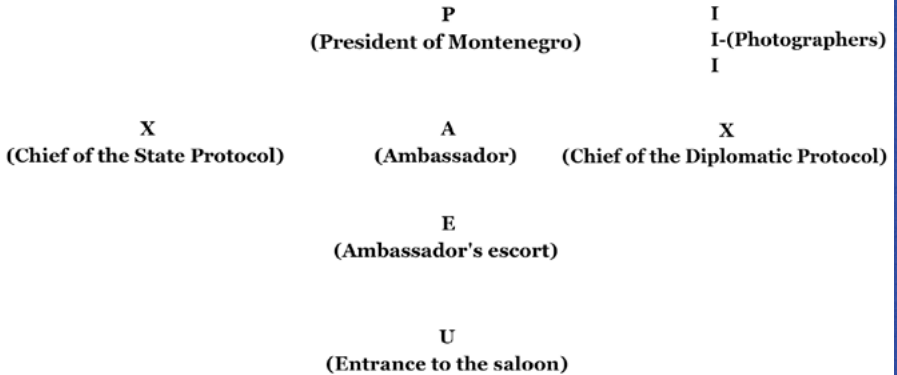 P
(President of Montenegro)
I
I-(Photographers)
I
X
(Chief of the State Protocol)
A
(Ambassador)
X
(Chief of the Diplomatic Protocol)
E
(Ambassador's escort)
U
(Entrance to the saloon)